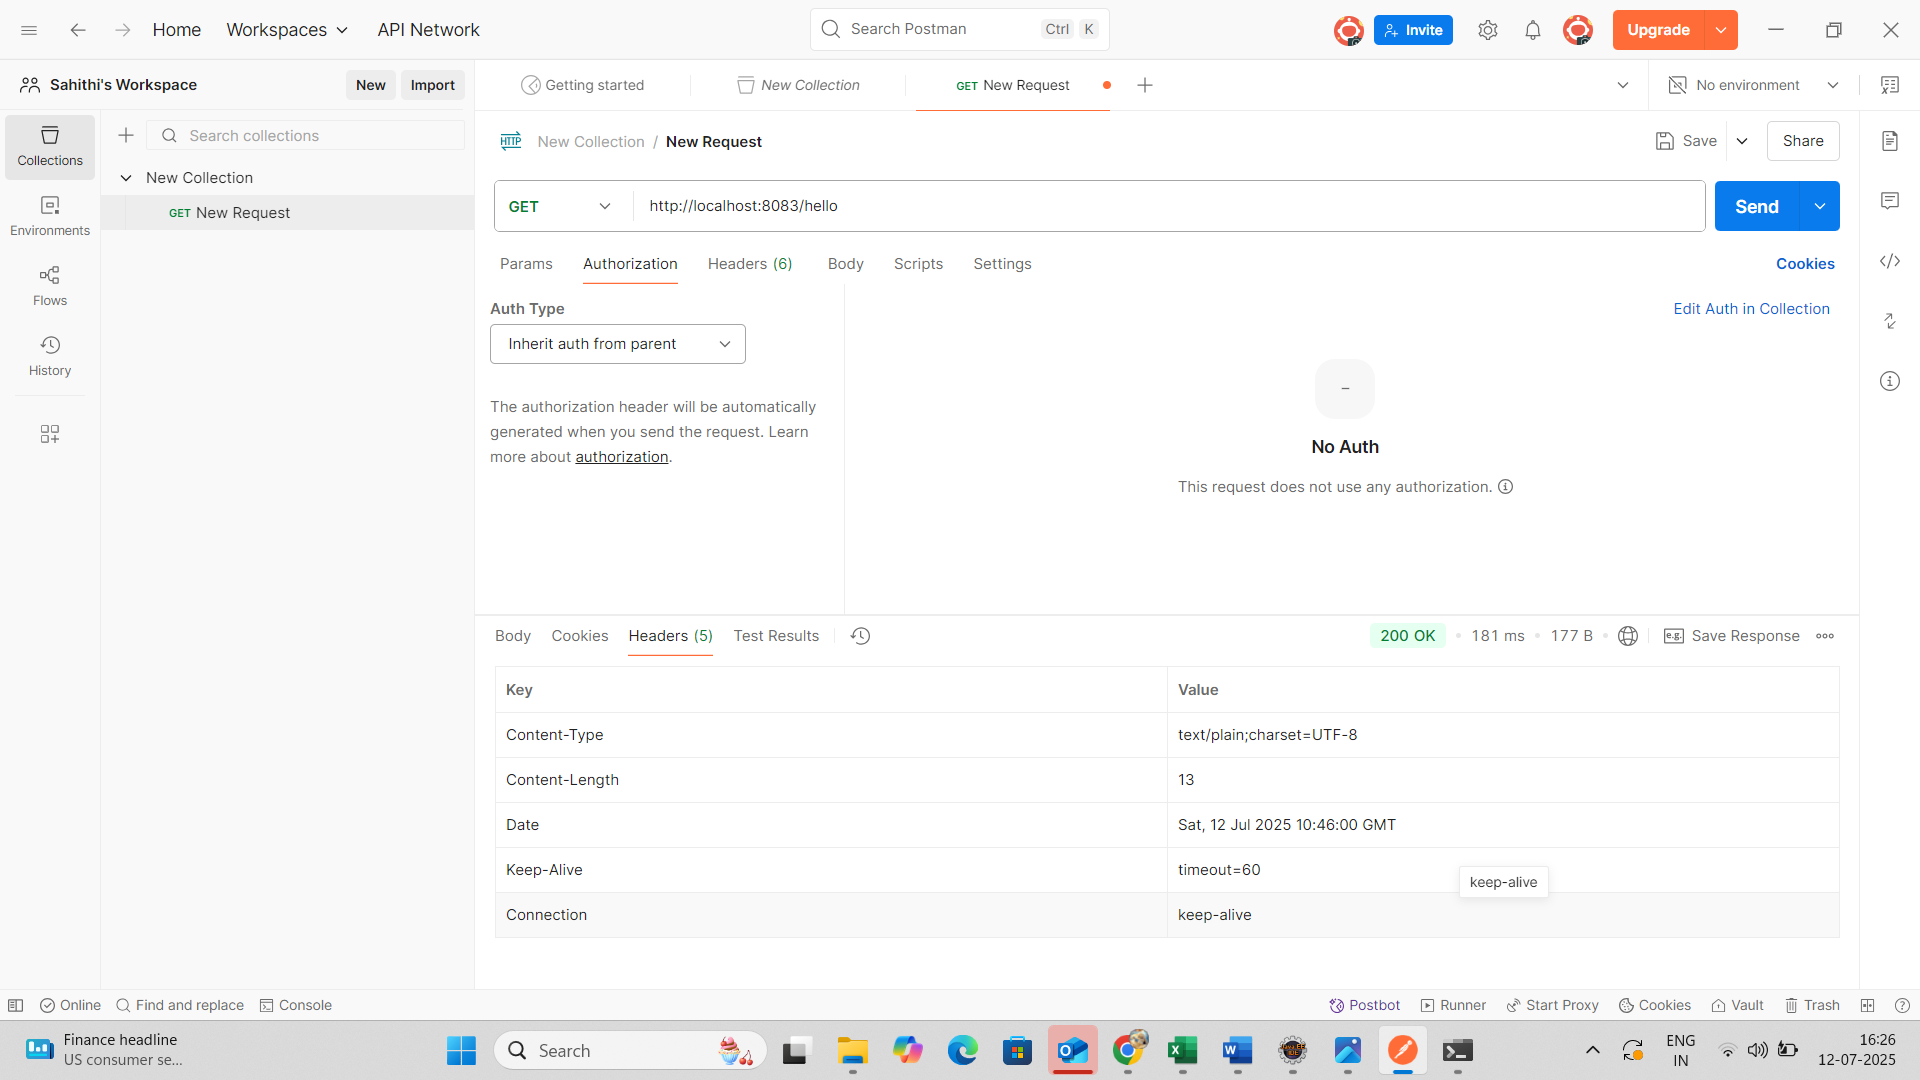 Home Workspaces API Network Search Postman Ctrl K Invite Upgrade
Sahithi's Workspace New Import Getting started New Collection GET New Request No environment
Collections
Search collections
New Collection
GET New Request
Environments
Flows
History
HTTP New Collection / New Request Save Share
GET http://localhost:8083/hello Send
Params Authorization Headers (6) Body Scripts Settings Cookies
Auth Type
Inherit auth from parent
The authorization header will be automatically
generated when you send the request. Learn
more about authorization.
Edit Auth in Collection
No Auth
This request does not use any authorization.
Body Cookies Headers (5) Test Results 200 OK 181 ms 177 B e.g. Save Response
Key Value
Content-Type text/plain;charset=UTF-8
Content-Length 13
Date Sat, 12 Jul 2025 10:46:00 GMT
Keep-Alive timeout=60
keep-alive
Connection keep-alive
Online Find and replace Console Postbot Runner Start Proxy Cookies Vault Trash
Finance headline
US consumer se...
Search
ENG
IN
16:26
12-07-2025